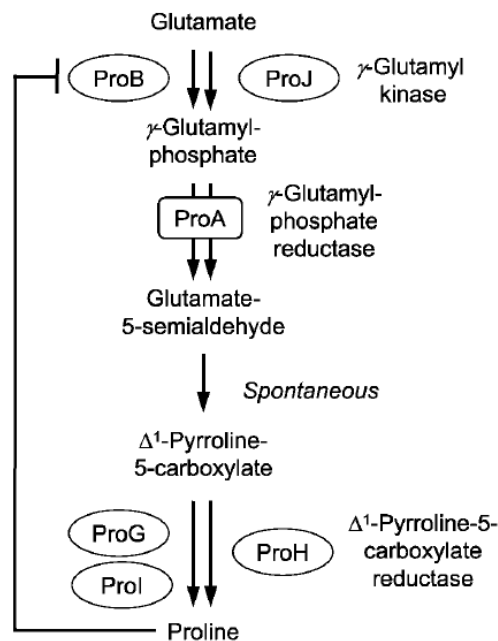 Glutamate
ProB
ProJ
γ-Glutamyl
kinase
γ-Glutamyl-
phosphate
ProA
γ-Glutamyl-
phosphate
reductase
Glutamate-
5-semialdehyde
Spontaneous
Δ¹-Pyrroline-
5-carboxylate
ProG
ProI
ProH
Δ¹-Pyrroline-5-
carboxylate
reductase
Proline